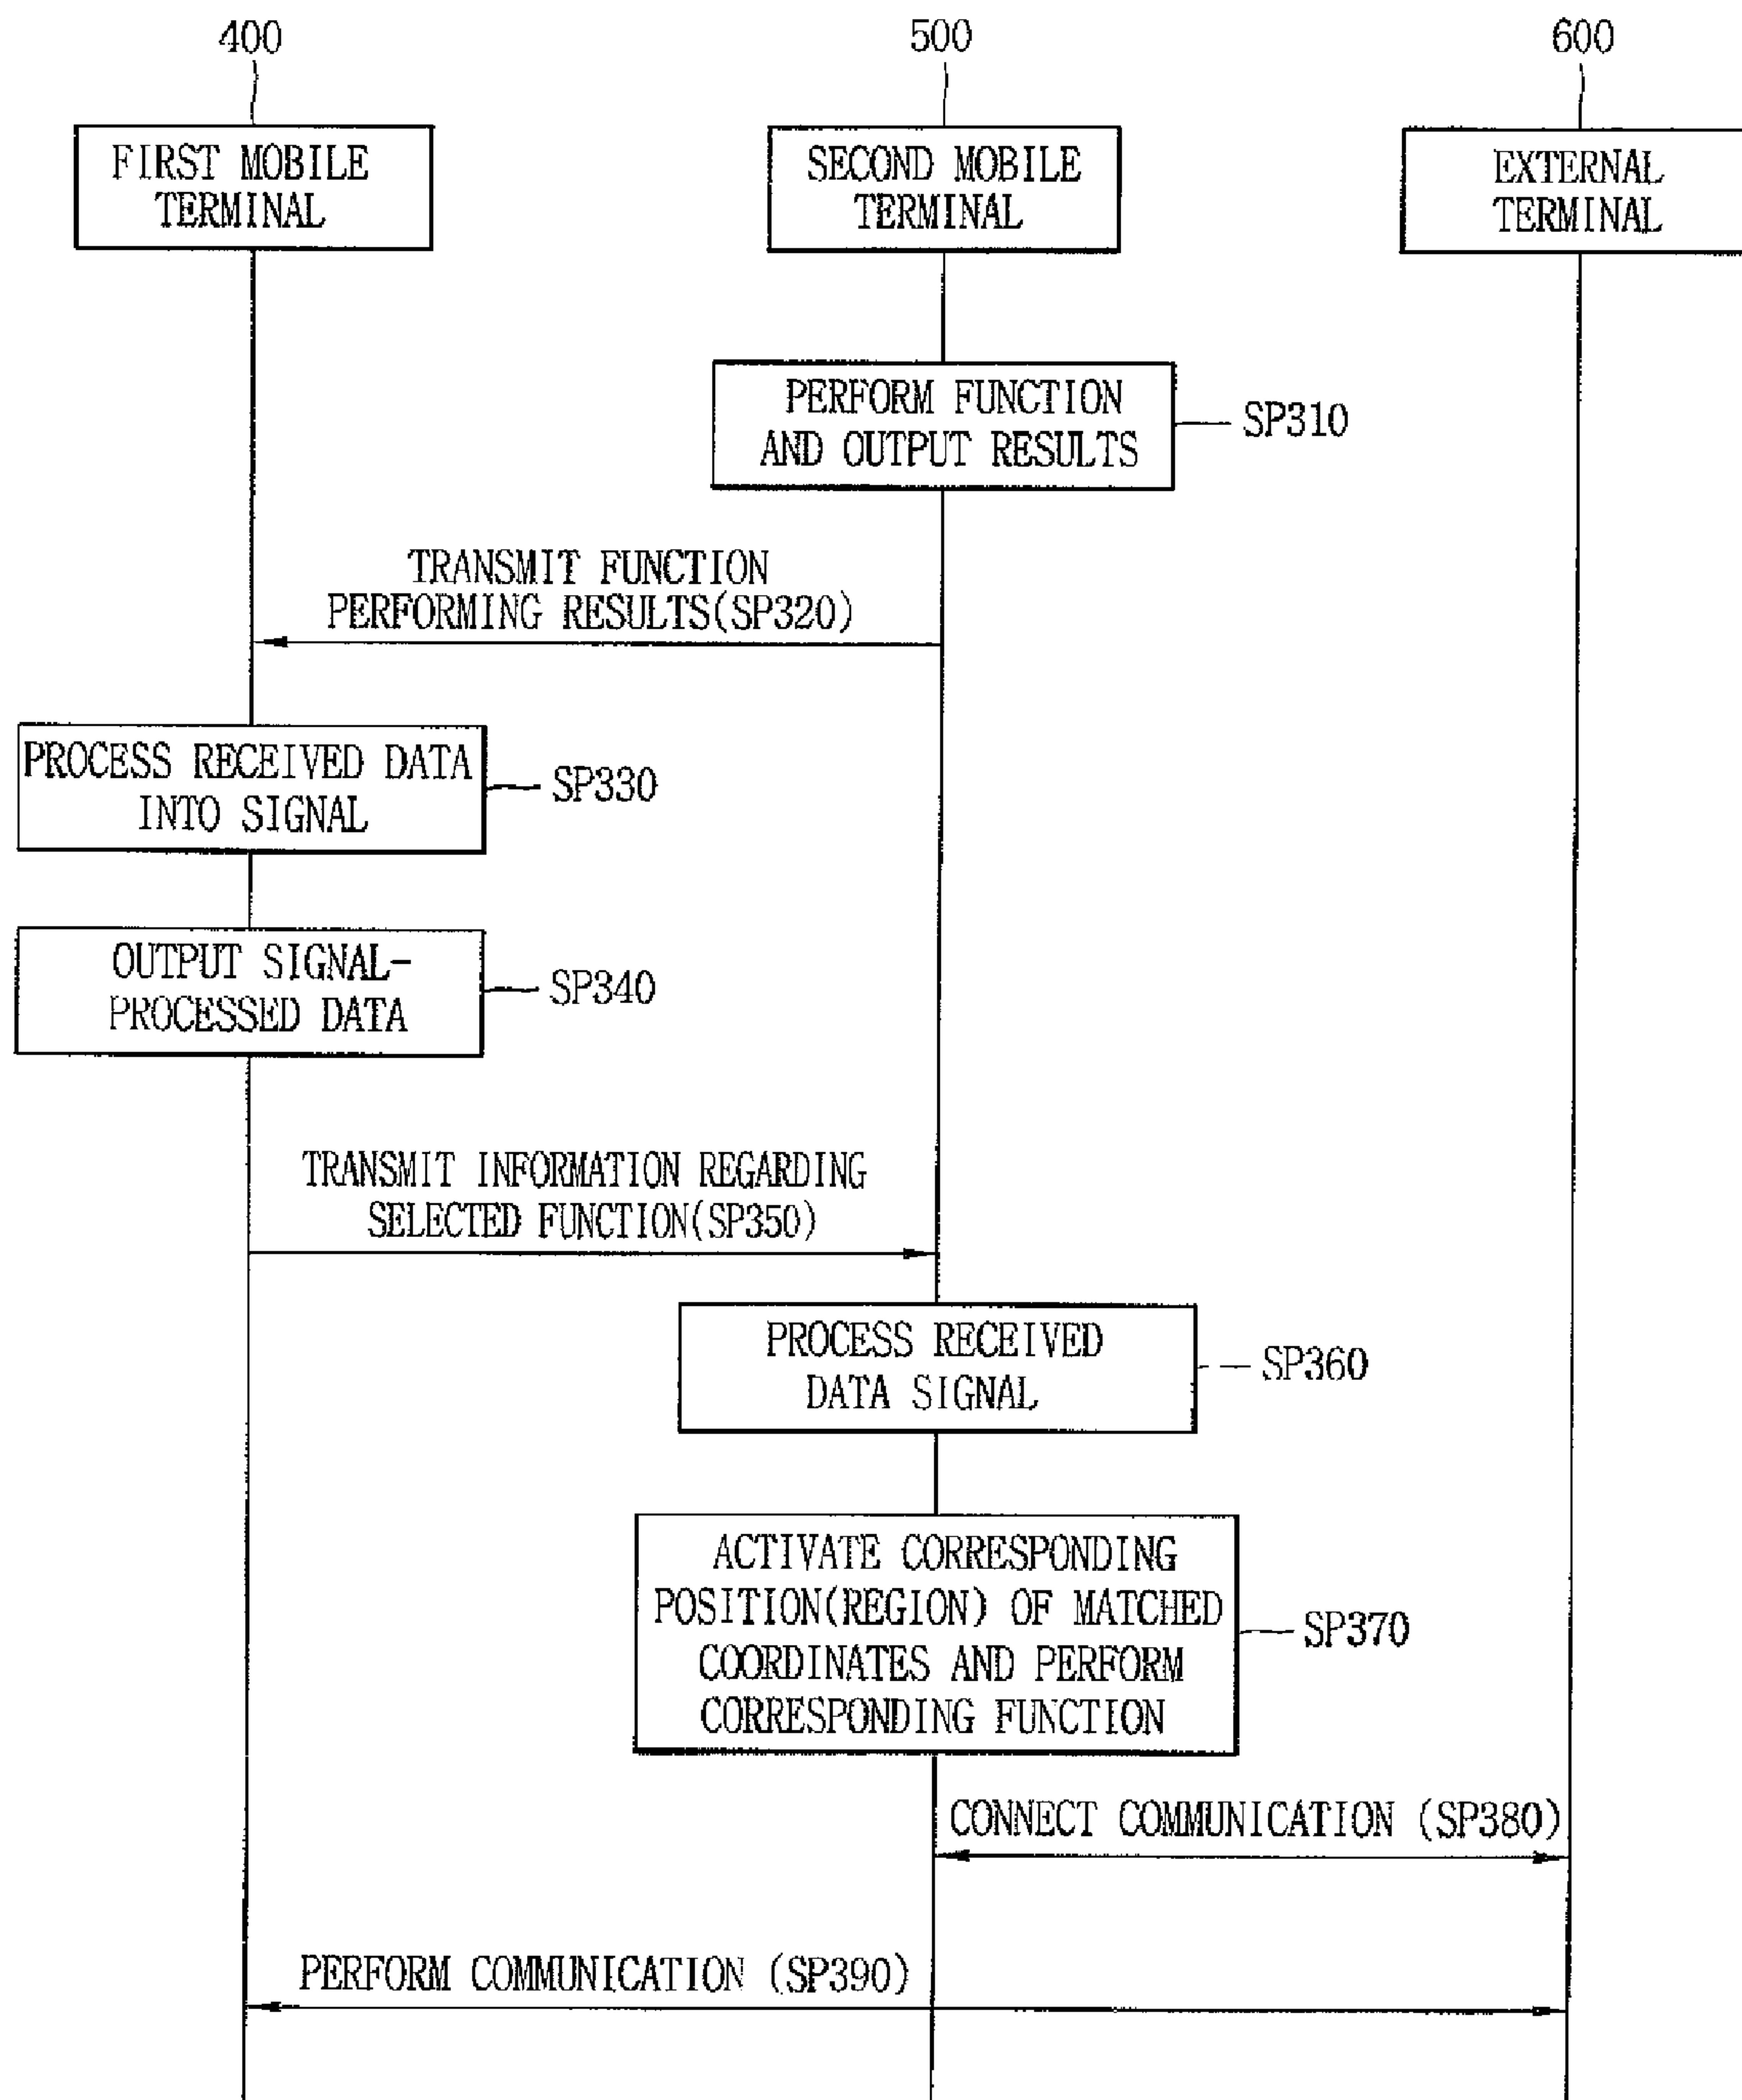 400
500
600
FIRST MOBILE
TERMINAL
SECOND MOBILE
TERMINAL
EXTERNAL
TERMINAL
PERFORM FUNCTION
AND OUTPUT RESULTS
SP310
TRANSMIT FUNCTION
PERFORMING RESULTS(SP320)
PROCESS RECEIVED DATA
INTO SIGNAL
SP330
OUTPUT SIGNAL-
PROCESSED DATA
SP340
TRANSMIT INFORMATION REGARDING
SELECTED FUNCTION(SP350)
PROCESS RECEIVED
DATA SIGNAL
SP360
ACTIVATE CORRESPONDING
POSITION(REGION) OF MATCHED
COORDINATES AND PERFORM
CORRESPONDING FUNCTION
SP370
CONNECT COMMUNICATION (SP380)
PERFORM COMMUNICATION (SP390)